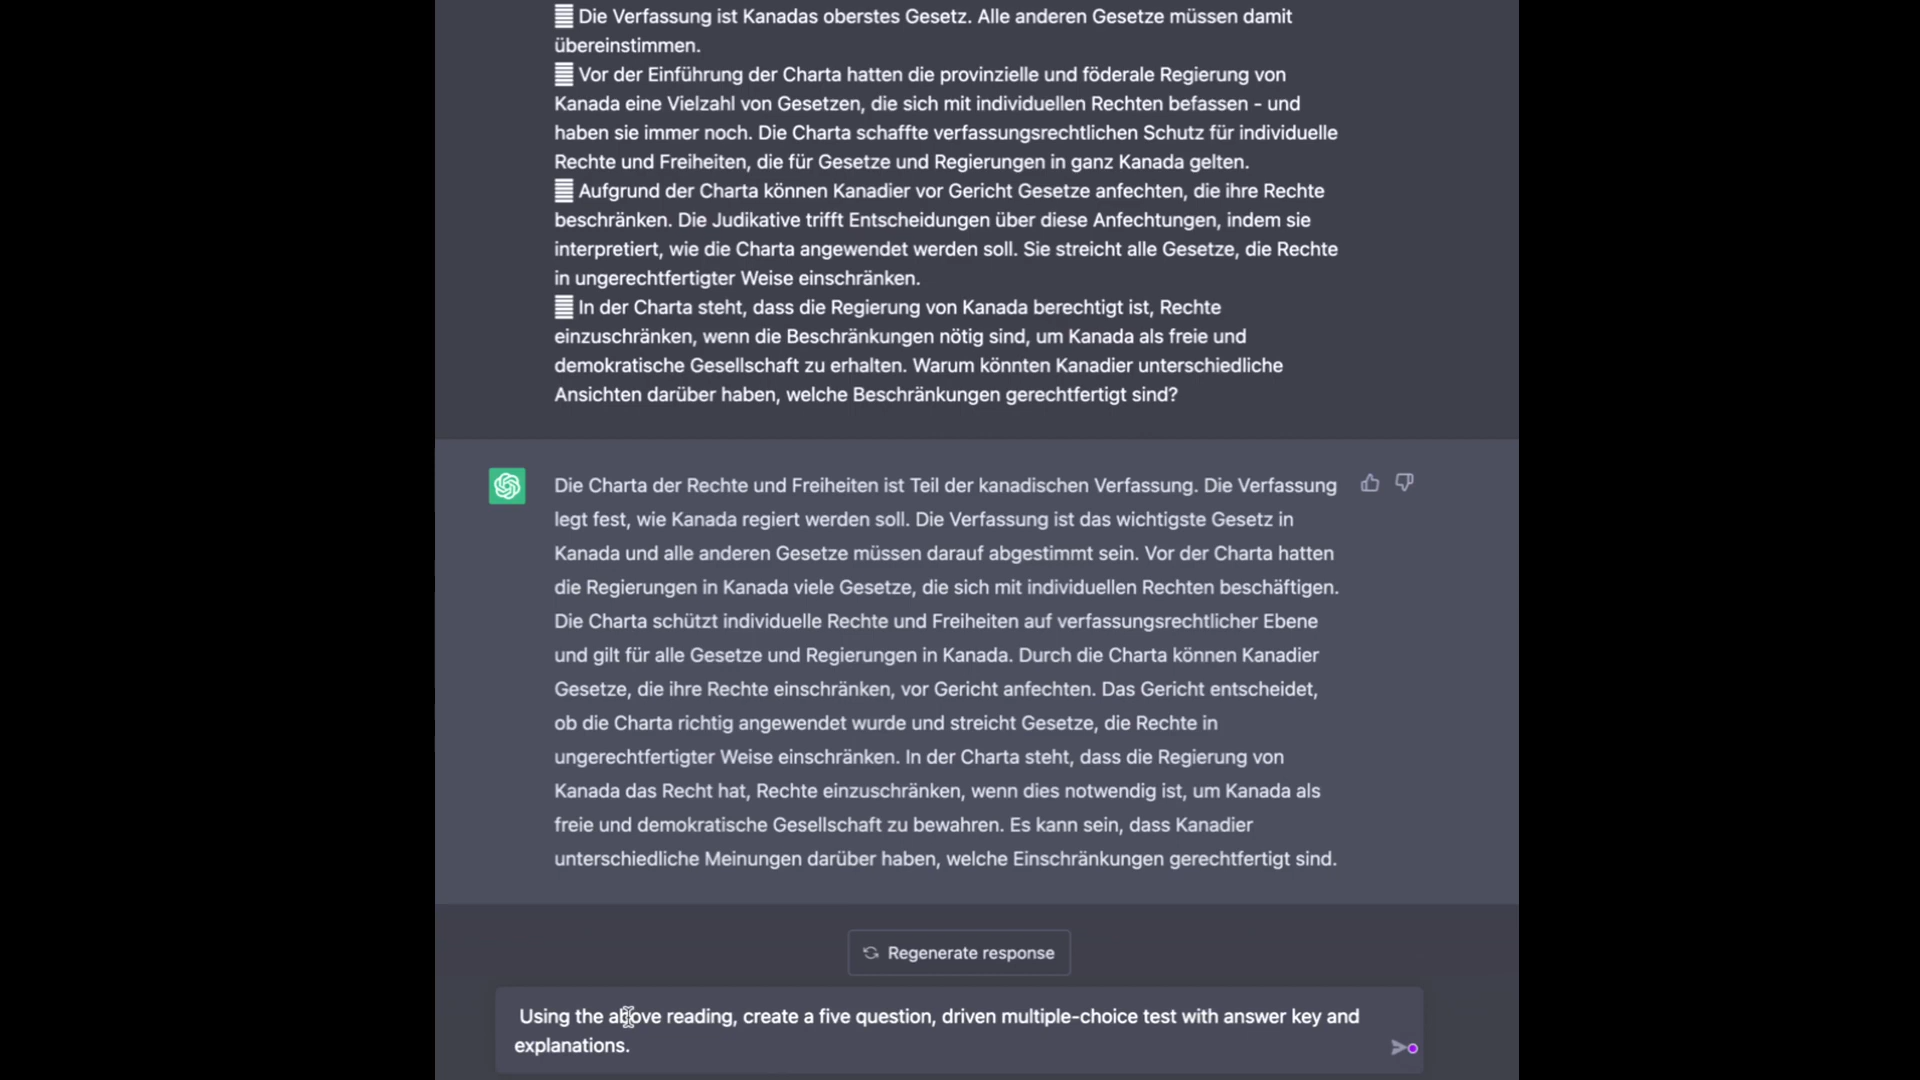 Die Verfassung ist Kanadas oberstes Gesetz. Alle anderen Gesetze müssen damit
übereinstimmen.
Vor der Einführung der Charta hatten die provinzielle und föderale Regierung von
Kanada eine Vielzahl von Gesetzen, die sich mit individuellen Rechten befassen - und
haben sie immer noch. Die Charta schaffte verfassungsrechtlichen Schutz für individuelle
Rechte und Freiheiten, die für Gesetze und Regierungen in ganz Kanada gelten.
Aufgrund der Charta können Kanadier vor Gericht Gesetze anfechten, die ihre Rechte
beschränken. Die Judikative trifft Entscheidungen über diese Anfechtungen, indem sie
interpretiert, wie die Charta angewendet werden soll. Sie streicht alle Gesetze, die Rechte
in ungerechtfertigter Weise einschränken.
In der Charta steht, dass die Regierung von Kanada berechtigt ist, Rechte
einzuschränken, wenn die Beschränkungen nötig sind, um Kanada als freie und
demokratische Gesellschaft zu erhalten. Warum könnten Kanadier unterschiedliche
Ansichten darüber haben, welche Beschränkungen gerechtfertigt sind?
Die Charta der Rechte und Freiheiten ist Teil der kanadischen Verfassung. Die Verfassung
legt fest, wie Kanada regiert werden soll. Die Verfassung ist das wichtigste Gesetz in
Kanada und alle anderen Gesetze müssen darauf abgestimmt sein. Vor der Charta hatten
die Regierungen in Kanada viele Gesetze, die sich mit individuellen Rechten beschäftigen.
Die Charta schützt individuelle Rechte und Freiheiten auf verfassungsrechtlicher Ebene
und gilt für alle Gesetze und Regierungen in Kanada. Durch die Charta können Kanadier
Gesetze, die ihre Rechte einschränken, vor Gericht anfechten. Das Gericht entscheidet,
ob die Charta richtig angewendet wurde und streicht Gesetze, die Rechte in
ungerechtfertigter Weise einschränken. In der Charta steht, dass die Regierung von
Kanada das Recht hat, Rechte einzuschränken, wenn dies notwendig ist, um Kanada als
freie und demokratische Gesellschaft zu bewahren. Es kann sein, dass Kanadier
unterschiedliche Meinungen darüber haben, welche Einschränkungen gerechtfertigt sind.
Regenerate response
Using the above reading, create a five question, driven multiple-choice test with answer key and
explanations.